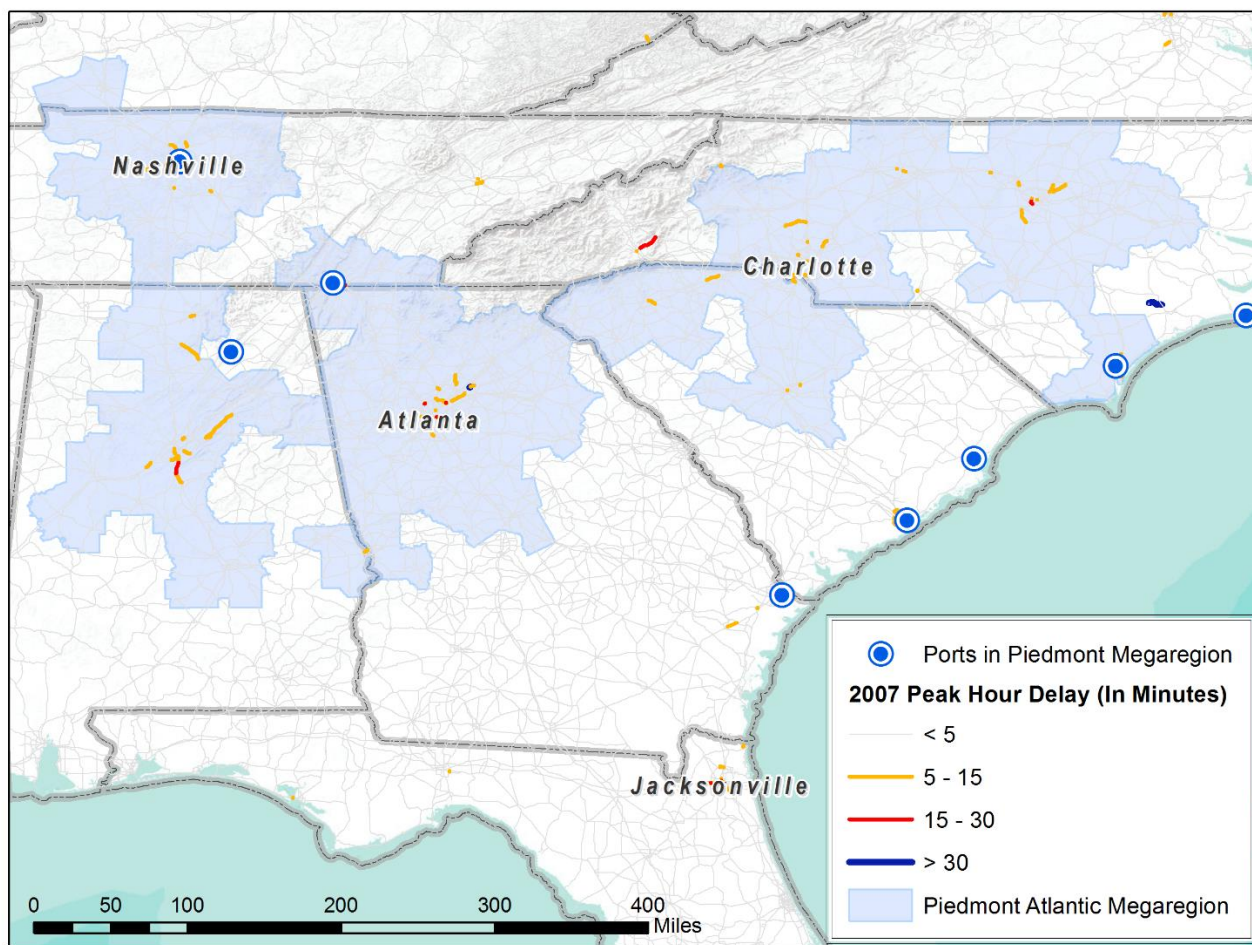 Nashville
Charlotte
Atlanta
Jacksonville
Ports in Piedmont Megaregion
2007 Peak Hour Delay (In Minutes)
< 5
5 - 15
15 - 30
> 30
Piedmont Atlantic Megaregion
0 50 100 200 300 400
Miles